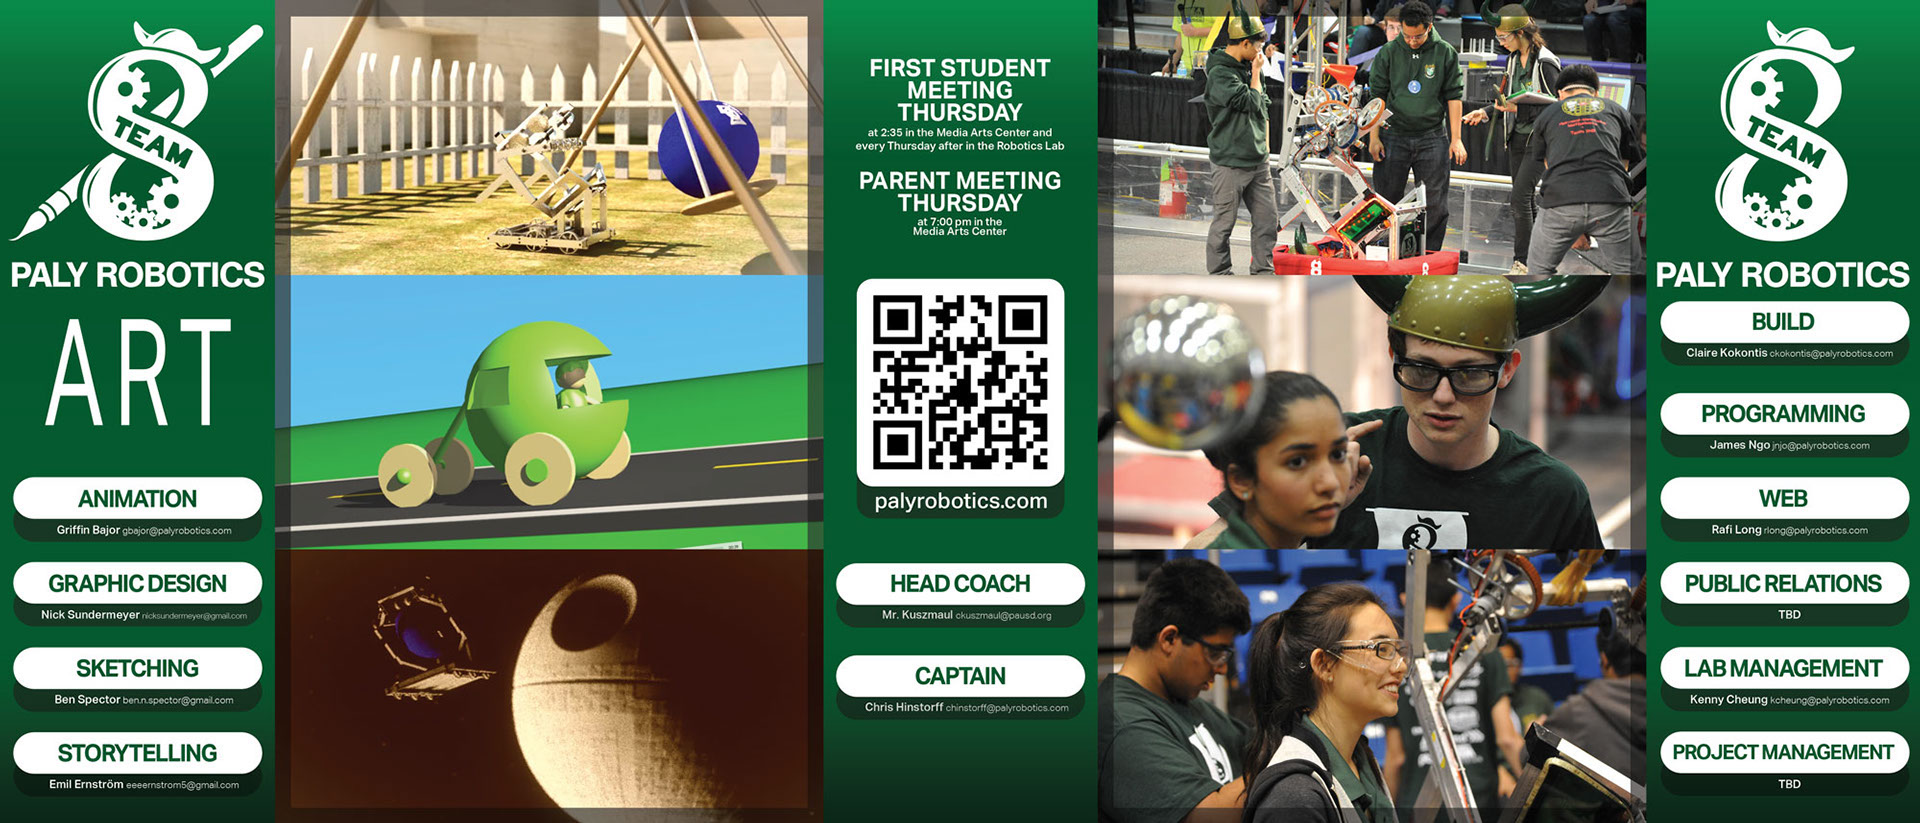 TEAM
PALY ROBOTICS
ART
ANIMATION
Griffin Bajor gbajor@palyrobotics.com
GRAPHIC DESIGN
Nick Sundermeyer nicksundermeyer@gmail.com
SKETCHING
Ben Spector ben.n.spector@gmail.com
STORYTELLING
Emil Ernström eeeernstrom5@gmail.com
FIRST STUDENT
MEETING
THURSDAY
at 2:35 in the Media Arts Center and
every Thursday after in the Robotics Lab
PARENT MEETING
THURSDAY
at 7:00 pm in the
Media Arts Center
palyrobotics.com
HEAD COACH
Mr. Kuszmaul ckuszmaul@pausd.org
CAPTAIN
Chris Hinstorff chinstorff@palyrobotics.com
8
TEAM
PALY ROBOTICS
BUILD
Claire Kokontis ckokontis@palyrobotics.com
PROGRAMMING
James Ngo jnjo@palyrobotics.com
WEB
Rafi Long rlong@palyrobotics.com
PUBLIC RELATIONS
TBD
LAB MANAGEMENT
Kenny Cheung kcheung@palyrobotics.com
PROJECT MANAGEMENT
TBD